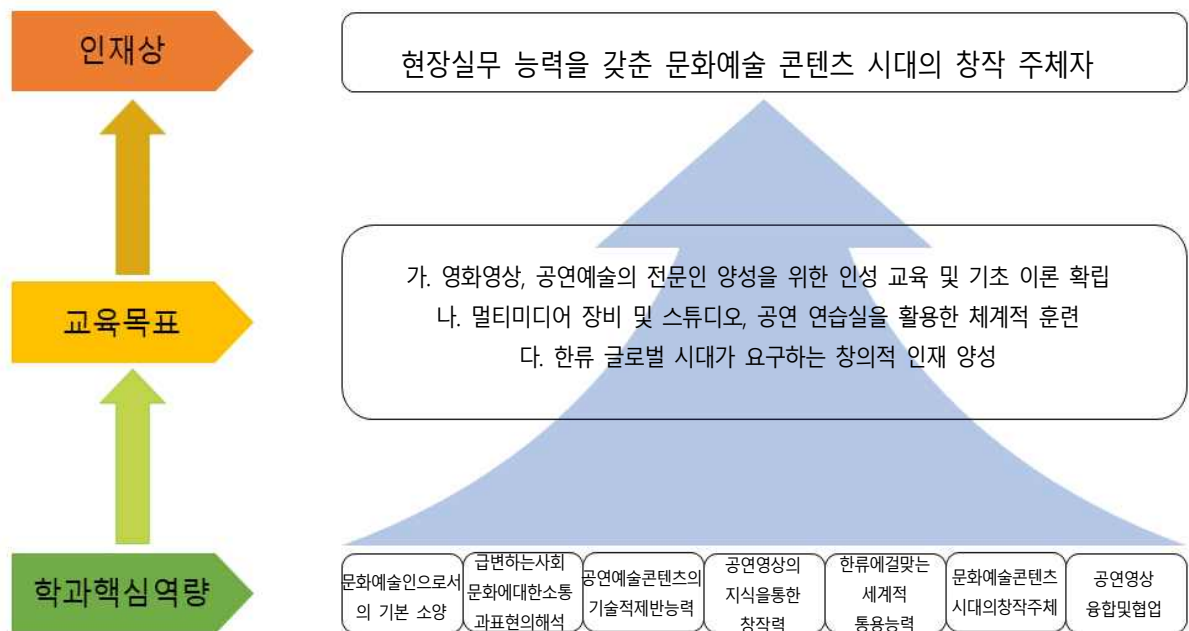 인재상
현장실무 능력을 갖춘 문화예술 콘텐츠 시대의 창작 주체자
교육목표
가. 영화영상, 공연예술의 전문인 양성을 위한 인성 교육 및 기초 이론 확립
나. 멀티미디어 장비 및 스튜디오, 공연 연습실을 활용한 체계적 훈련
다. 한류 글로벌 시대가 요구하는 창의적 인재 양성
학과핵심역량
문화예술인으로서
의 기본 소양
급변하는사회
문화에대한소통
과표현의해석
공연예술콘텐츠의
기술적제반능력
공연영상의
지식을통한
창작력
한류에걸맞는
세계적
통용능력
문화예술콘텐츠
시대의창작주체
공연영상
융합및협업